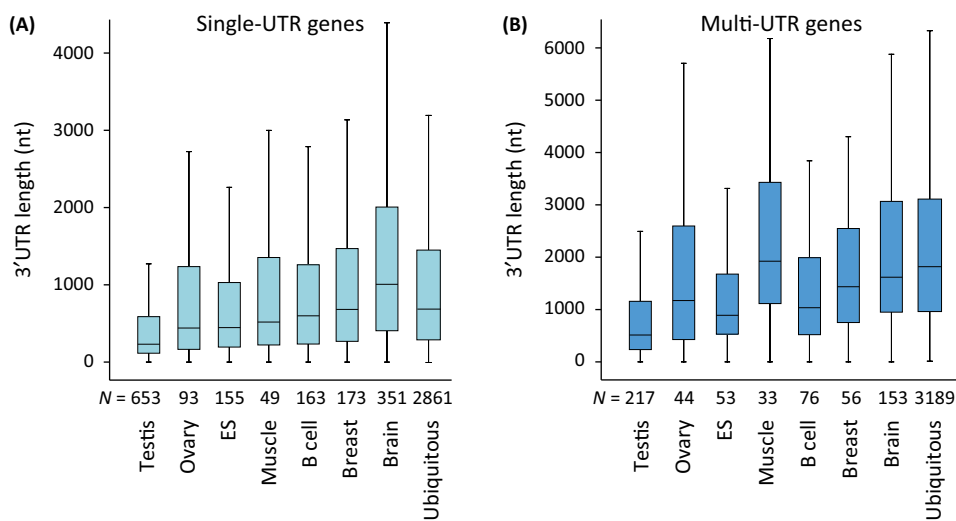 (A)
Single-UTR genes
3′UTR length (nt)
4000
3000
2000
1000
0
N = 653 93 155 49 163 173 351 2861
Testis
Ovary
ES
Muscle
B cell
Breast
Brain
Ubiquitous
(B)
Multi-UTR genes
3′UTR length (nt)
6000
5000
4000
3000
2000
1000
0
N = 217 44 53 33 76 56 153 3189
Testis
Ovary
ES
Muscle
B cell
Breast
Brain
Ubiquitous